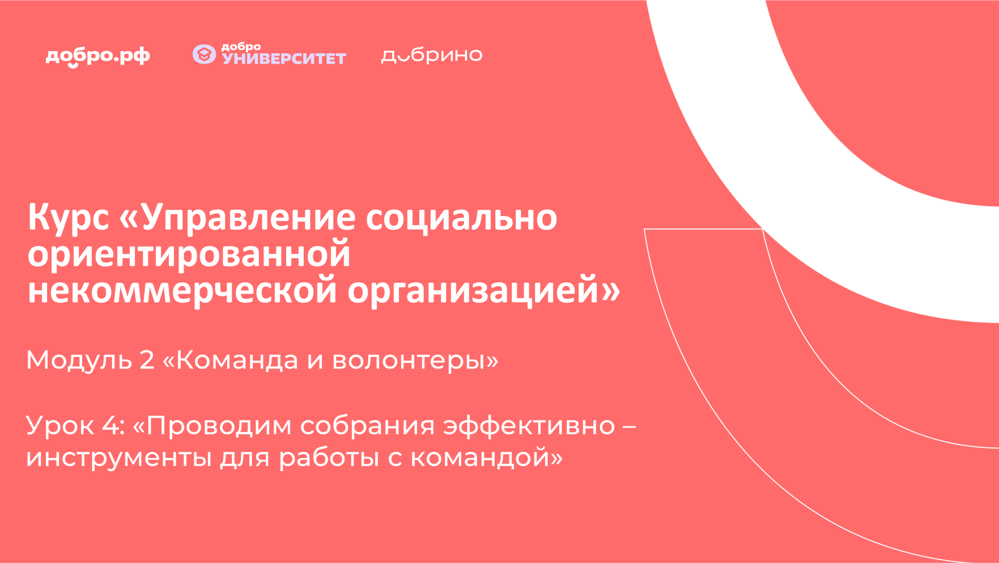 добро.рф
добро
УНИВЕРСИТЕТ
добрино
Курс «Управление социально
ориентированной
некоммерческой организацией»
Модуль 2 «Команда и волонтеры»
Урок 4: «Проводим собрания эффективно –
инструменты для работы с командой»